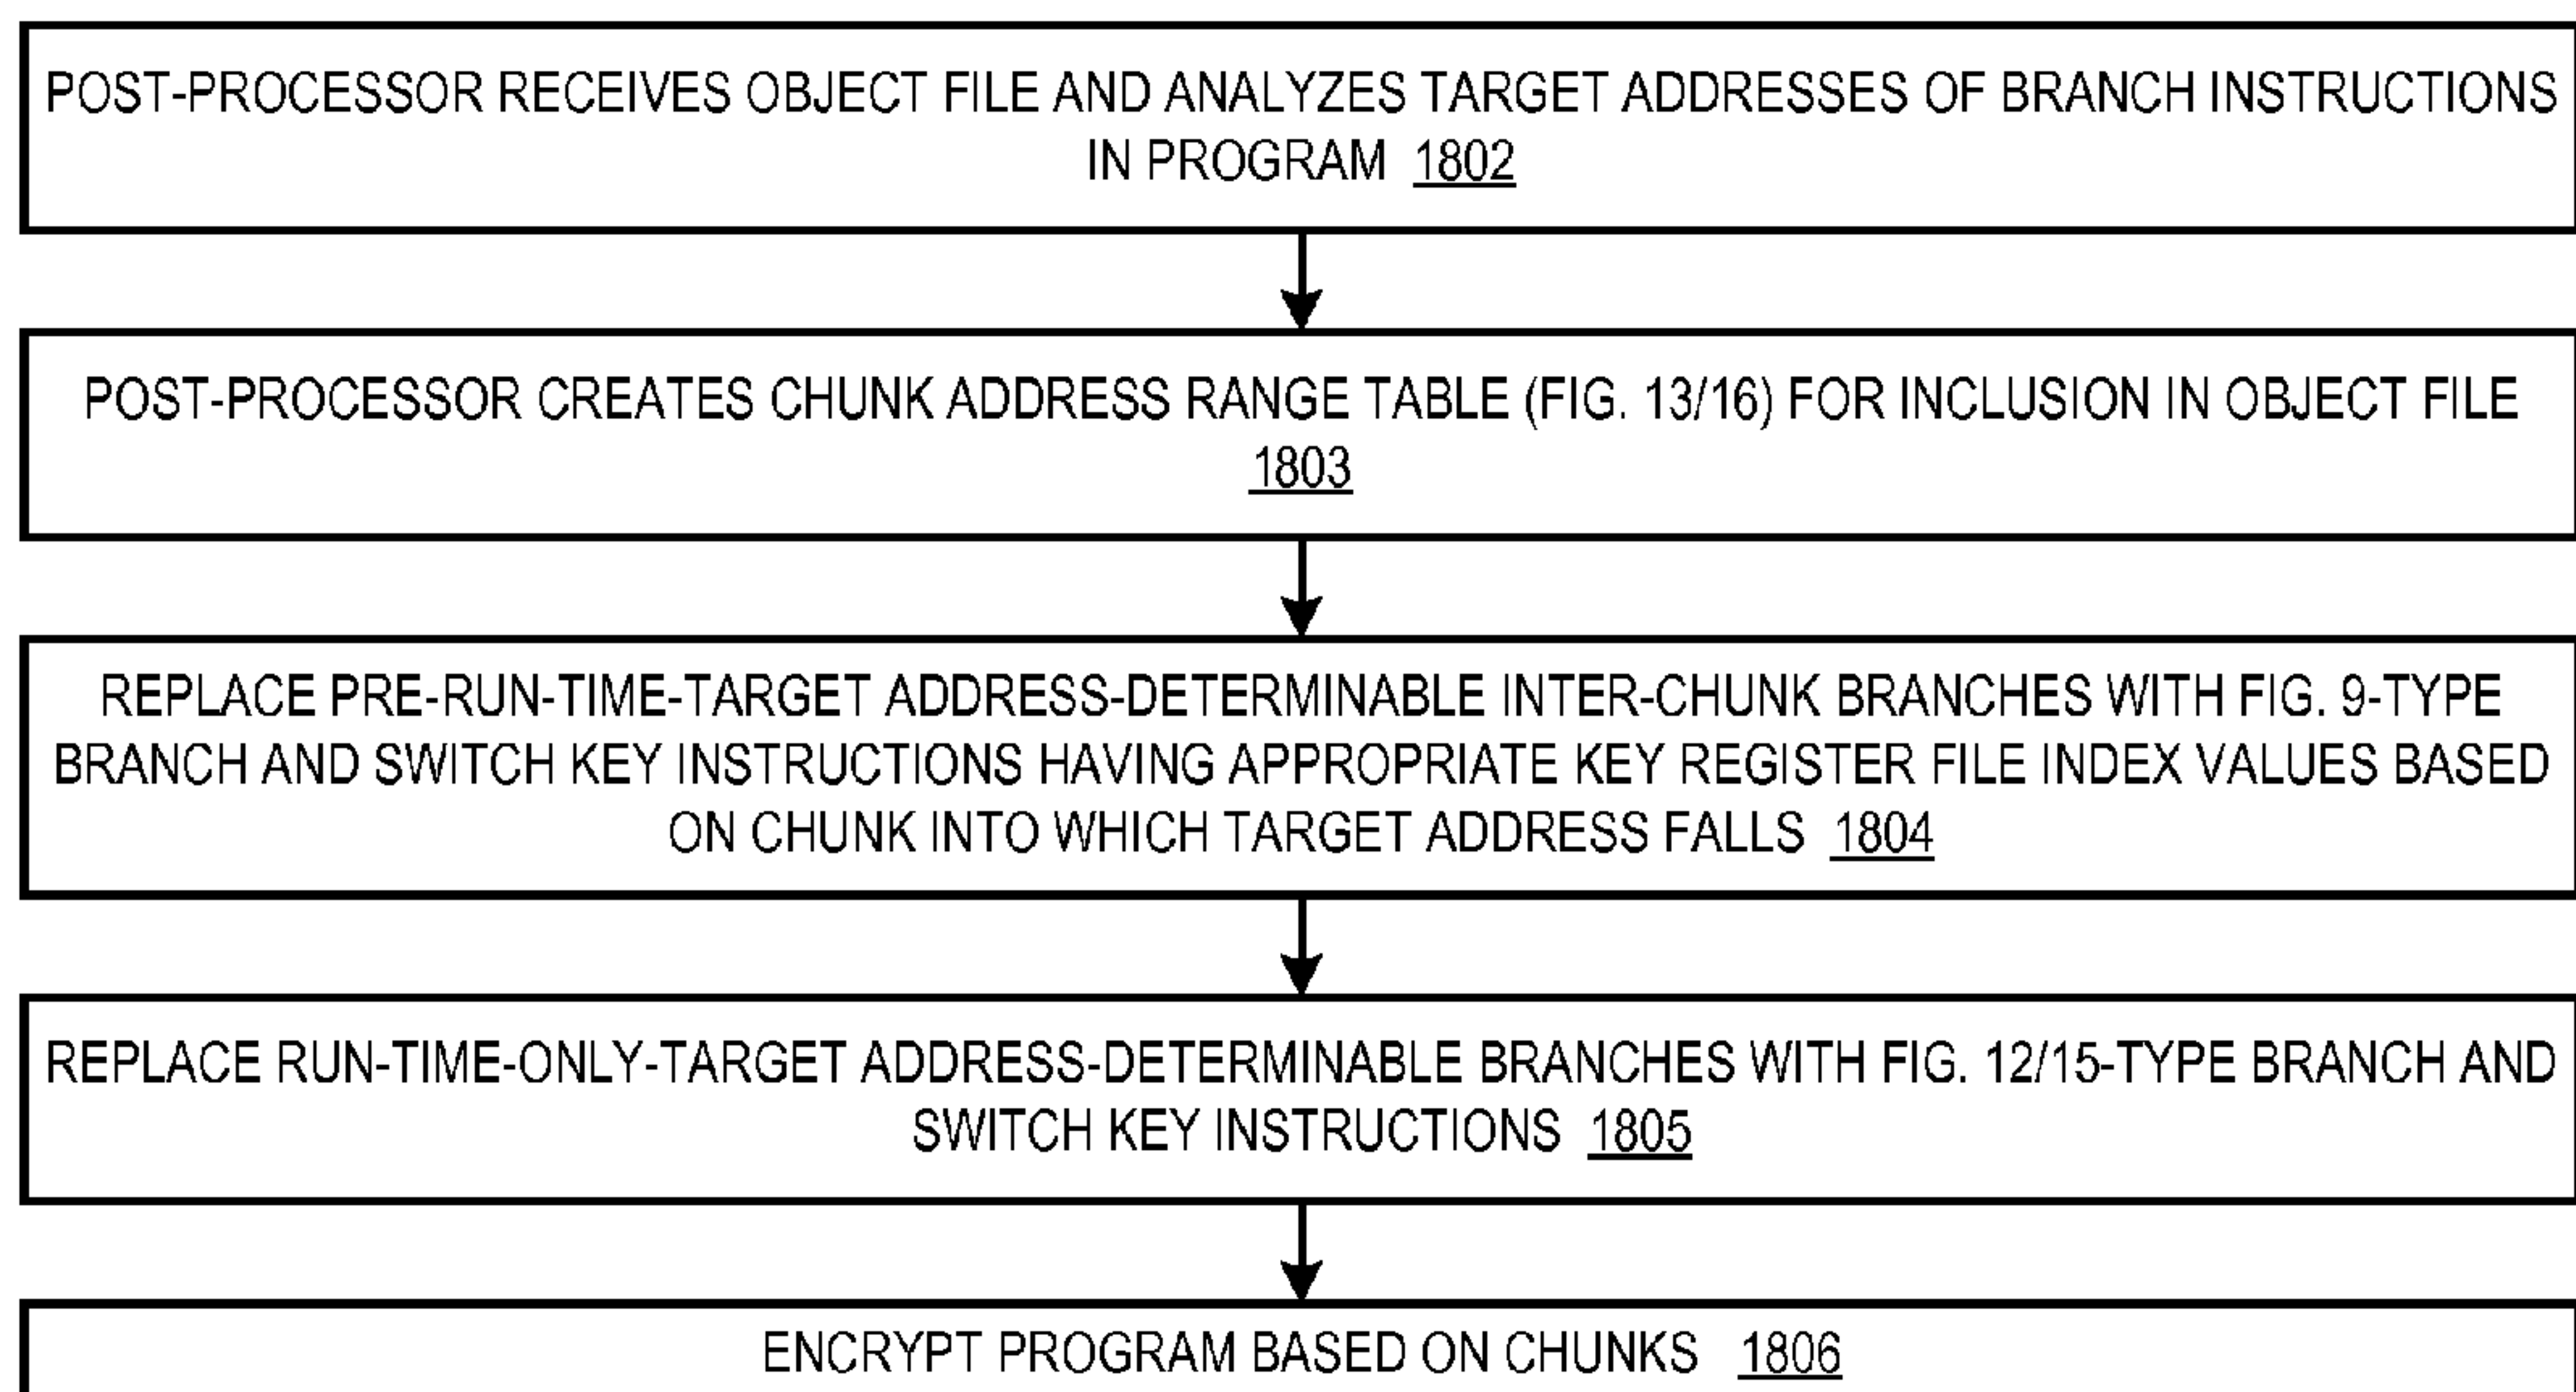 POST-PROCESSOR RECEIVES OBJECT FILE AND ANALYZES TARGET ADDRESSES OF BRANCH INSTRUCTIONS
IN PROGRAM 1802
POST-PROCESSOR CREATES CHUNK ADDRESS RANGE TABLE (FIG. 13/16) FOR INCLUSION IN OBJECT FILE
1803
REPLACE PRE-RUN-TIME-TARGET ADDRESS-DETERMINABLE INTER-CHUNK BRANCHES WITH FIG. 9-TYPE
BRANCH AND SWITCH KEY INSTRUCTIONS HAVING APPROPRIATE KEY REGISTER FILE INDEX VALUES BASED
ON CHUNK INTO WHICH TARGET ADDRESS FALLS 1804
REPLACE RUN-TIME-ONLY-TARGET ADDRESS-DETERMINABLE BRANCHES WITH FIG. 12/15-TYPE BRANCH AND
SWITCH KEY INSTRUCTIONS 1805
ENCRYPT PROGRAM BASED ON CHUNKS 1806